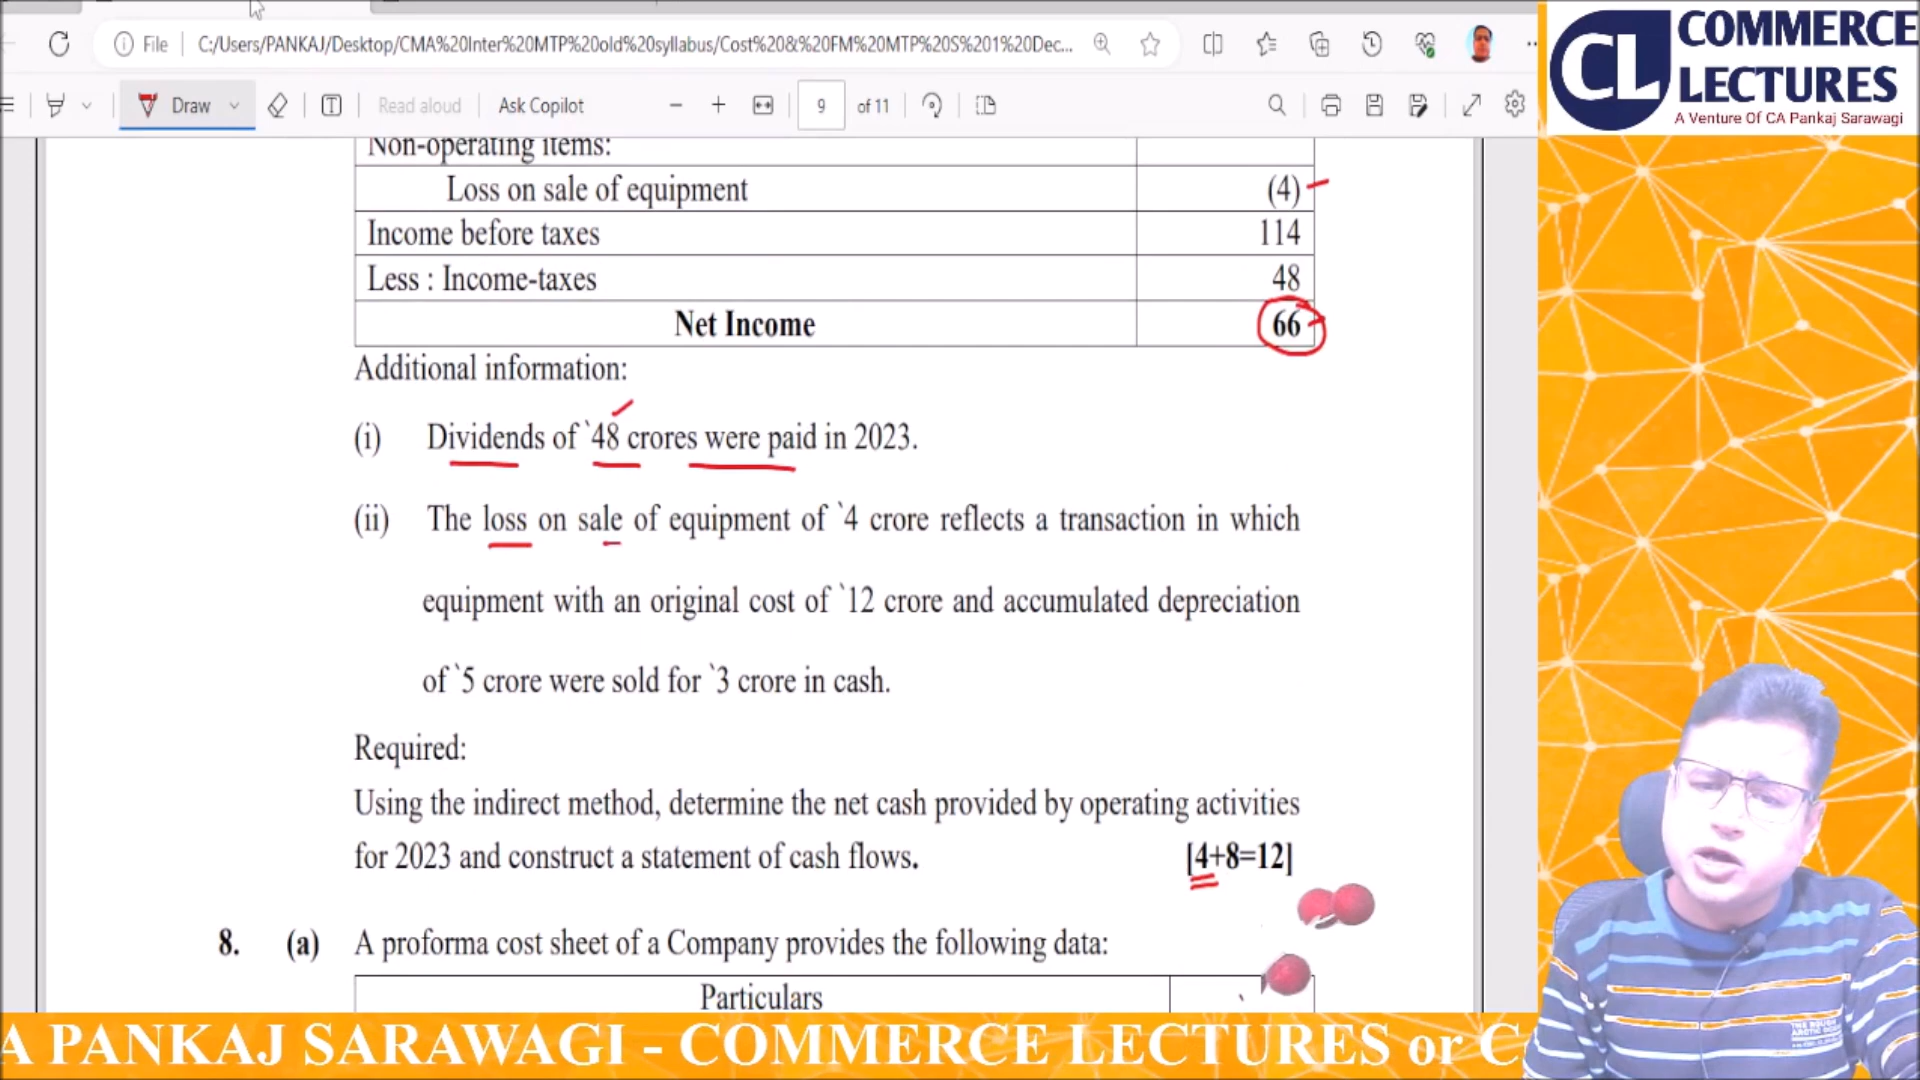 File C:/Users/PANKAJ/Desktop/CMA%20Inter%20MTP%20old%20syllabus/Cost%20&%20FM%20MTP%20S%201%20Dec...
Draw Read aloud Ask Copilot 9 of 11
CL COMMERCE
LECTURES
A Venture Of CA Pankaj Sarawagi
Non-operating items:
Loss on sale of equipment (4)
Income before taxes 114
Less : Income-taxes 48
Net Income 66
Additional information:
(i) Dividends of `48 crores were paid in 2023.
(ii) The loss on sale of equipment of `4 crore reflects a transaction in which
equipment with an original cost of `12 crore and accumulated depreciation
of `5 crore were sold for `3 crore in cash.
Required:
Using the indirect method, determine the net cash provided by operating activities
for 2023 and construct a statement of cash flows. [4+8=12]
8. (a) A proforma cost sheet of a Company provides the following data:
Particulars
A PANKAJ SARAWAGI - COMMERCE LECTURES or C